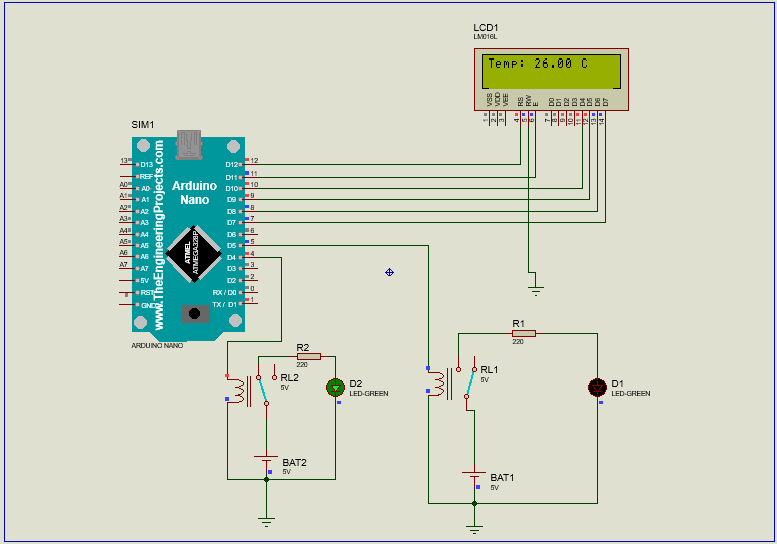 LCD1
LM016L
Temp: 26.00 C
VSS VDD VEE RS RW E D0 D1 D2 D3 D4 D5 D6 D7
1 2 3 4 5 6 7 8 9 10 11 12 13 14
SIM1
www.TheEngineeringProjects.com
Arduino
Nano
ATMEL
ATMEGA328P
13 D13 D12 12
REF D11 11
A0 A0 D10 10
A1 A1 D9 9
A2 A2 D8 8
A3 A3 D7 7
A4 A4 D6 6
A5 A5 D5 5
A6 A6 D4 4
A7 A7 D3 3
5V D2 2
RST RX / D0 0
GND TX / D1 1
ARDUINO NANO
R1
220
R2
220
RL2
5V
D2
LED-GREEN
RL1
5V
D1
LED-GREEN
BAT2
5V
BAT1
5V